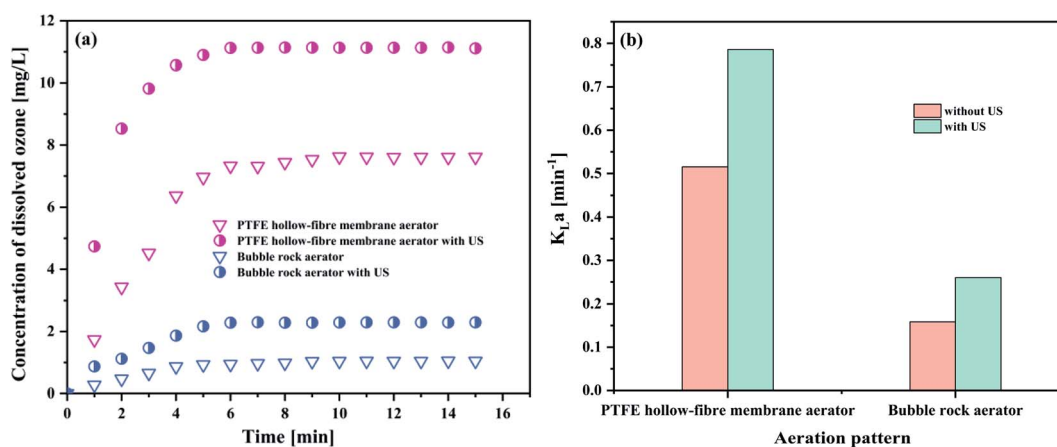 (a)
Concentration of dissolved ozone [mg/L]
12
10
8
6
4
2
0
PTFE hollow-fibre membrane aerator
PTFE hollow-fibre membrane aerator with US
Bubble rock aerator
Bubble rock aerator with US
0 2 4 6 8 10 12 14 16
Time [min]
(b)
K_La [min⁻¹]
0.8
0.7
0.6
0.5
0.4
0.3
0.2
0.1
0.0
without US
with US
PTFE hollow-fibre membrane aerator Bubble rock aerator
Aeration pattern